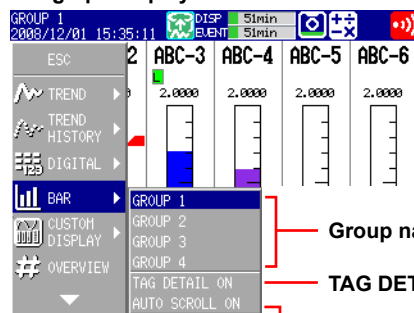 GROUP 1
2008/12/01 15:35:11
DISP 51min
EVENT 51min
ESC
2 ABC-3 ABC-4 ABC-5 ABC-6
L
2.0000 2.0000 2.0000 2.0000
TREND
TREND HISTORY
DIGITAL
BAR
CUSTOM DISPLAY
OVERVIEW
GROUP 1
GROUP 2
GROUP 3
GROUP 4
TAG DETAIL ON
AUTO SCROLL ON
Group na
TAG DET